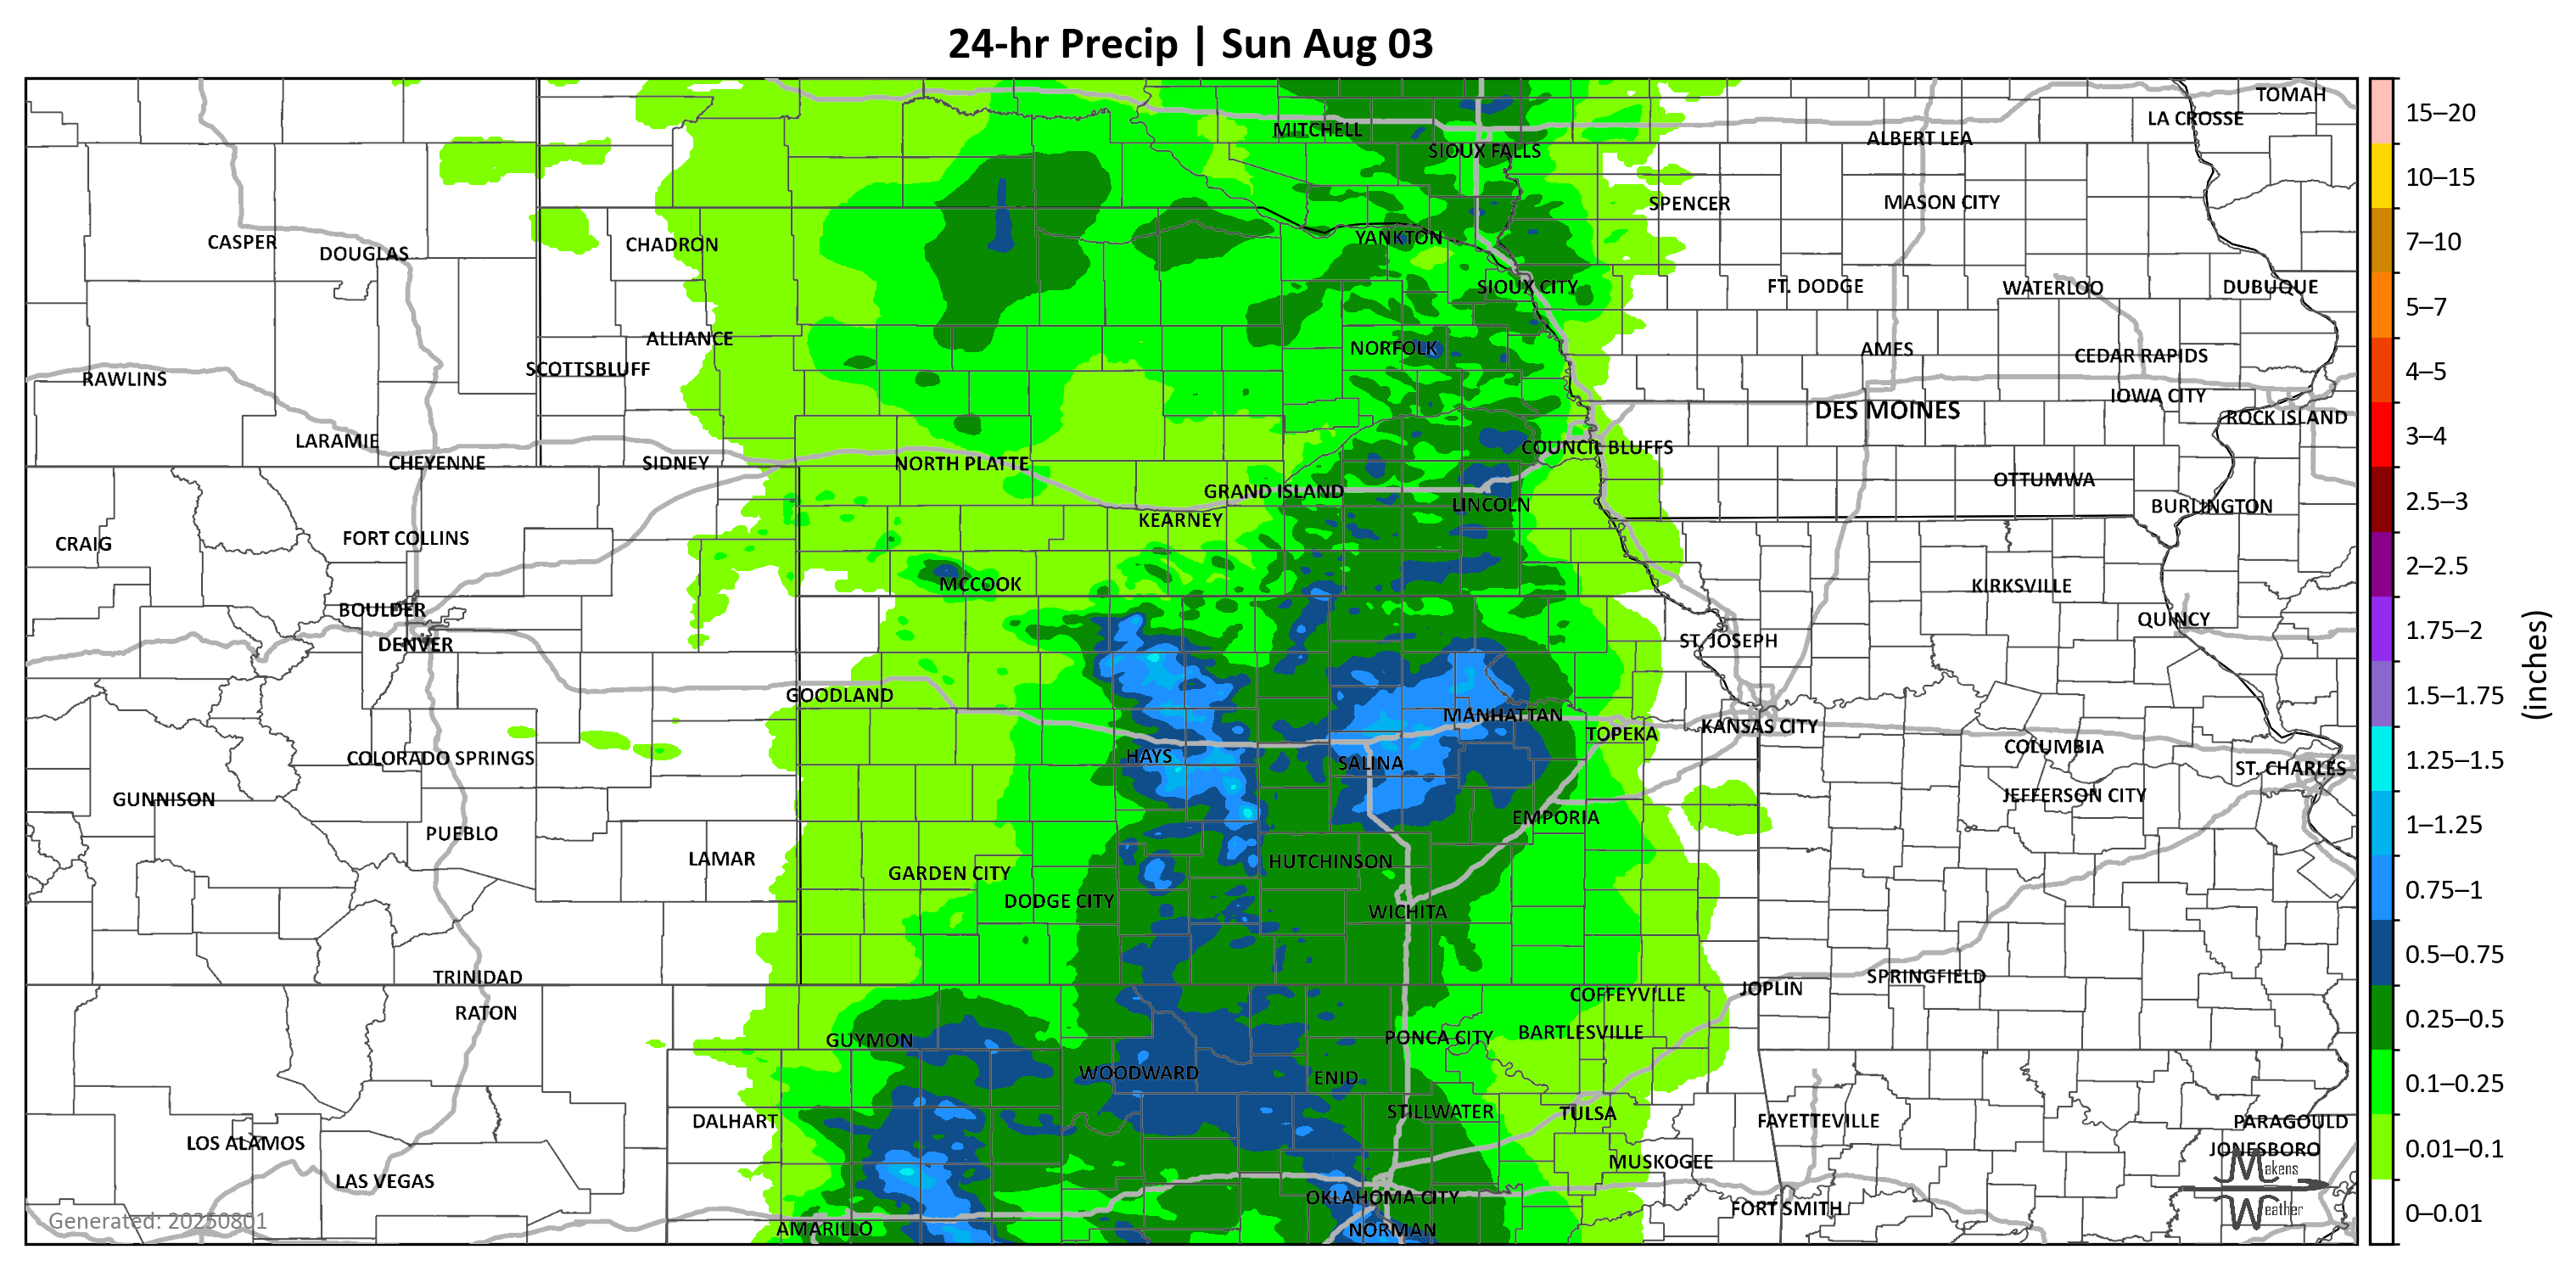 24-hr Precip | Sun Aug 03
TOMAH
LA CROSSE
MITCHELL
ALBERT LEA
SIOUX FALLS
SPENCER
MASON CITY
CASPER
DOUGLAS
CHADRON
YANKTON
SIOUX CITY
FT. DODGE
WATERLOO
DUBUQUE
ALLIANCE
NORFOLK
AMES
CEDAR RAPIDS
SCOTTSBLUFF
RAWLINS
IOWA CITY
DES MOINES
ROCK ISLAND
LARAMIE
COUNCIL BLUFFS
CHEYENNE
SIDNEY
NORTH PLATTE
OTTUMWA
GRAND ISLAND
LINCOLN
BURLINGTON
KEARNEY
FORT COLLINS
CRAIG
MCCOOK
KIRKSVILLE
BOULDER
QUINCY
DENVER
ST. JOSEPH
GOODLAND
MANHATTAN
KANSAS CITY
TOPEKA
COLUMBIA
COLORADO SPRINGS
HAYS
SALINA
ST. CHARLES
GUNNISON
JEFFERSON CITY
EMPORIA
PUEBLO
LAMAR
HUTCHINSON
GARDEN CITY
DODGE CITY
WICHITA
TRINIDAD
SPRINGFIELD
JOPLIN
COFFEYVILLE
RATON
BARTLESVILLE
PONCA CITY
GUYMON
WOODWARD
ENID
STILLWATER
TULSA
DALHART
FAYETTEVILLE
PARAGOULD
LOS ALAMOS
JONESBORO
MUSKOGEE
LAS VEGAS
OKLAHOMA CITY
FORT SMITH
AMARILLO
NORMAN
Generated: 20250801
Makens
Weather
15–20
10–15
7–10
5–7
4–5
3–4
2.5–3
2–2.5
1.75–2
1.5–1.75
1.25–1.5
1–1.25
0.75–1
0.5–0.75
0.25–0.5
0.1–0.25
0.01–0.1
0–0.01
(inches)